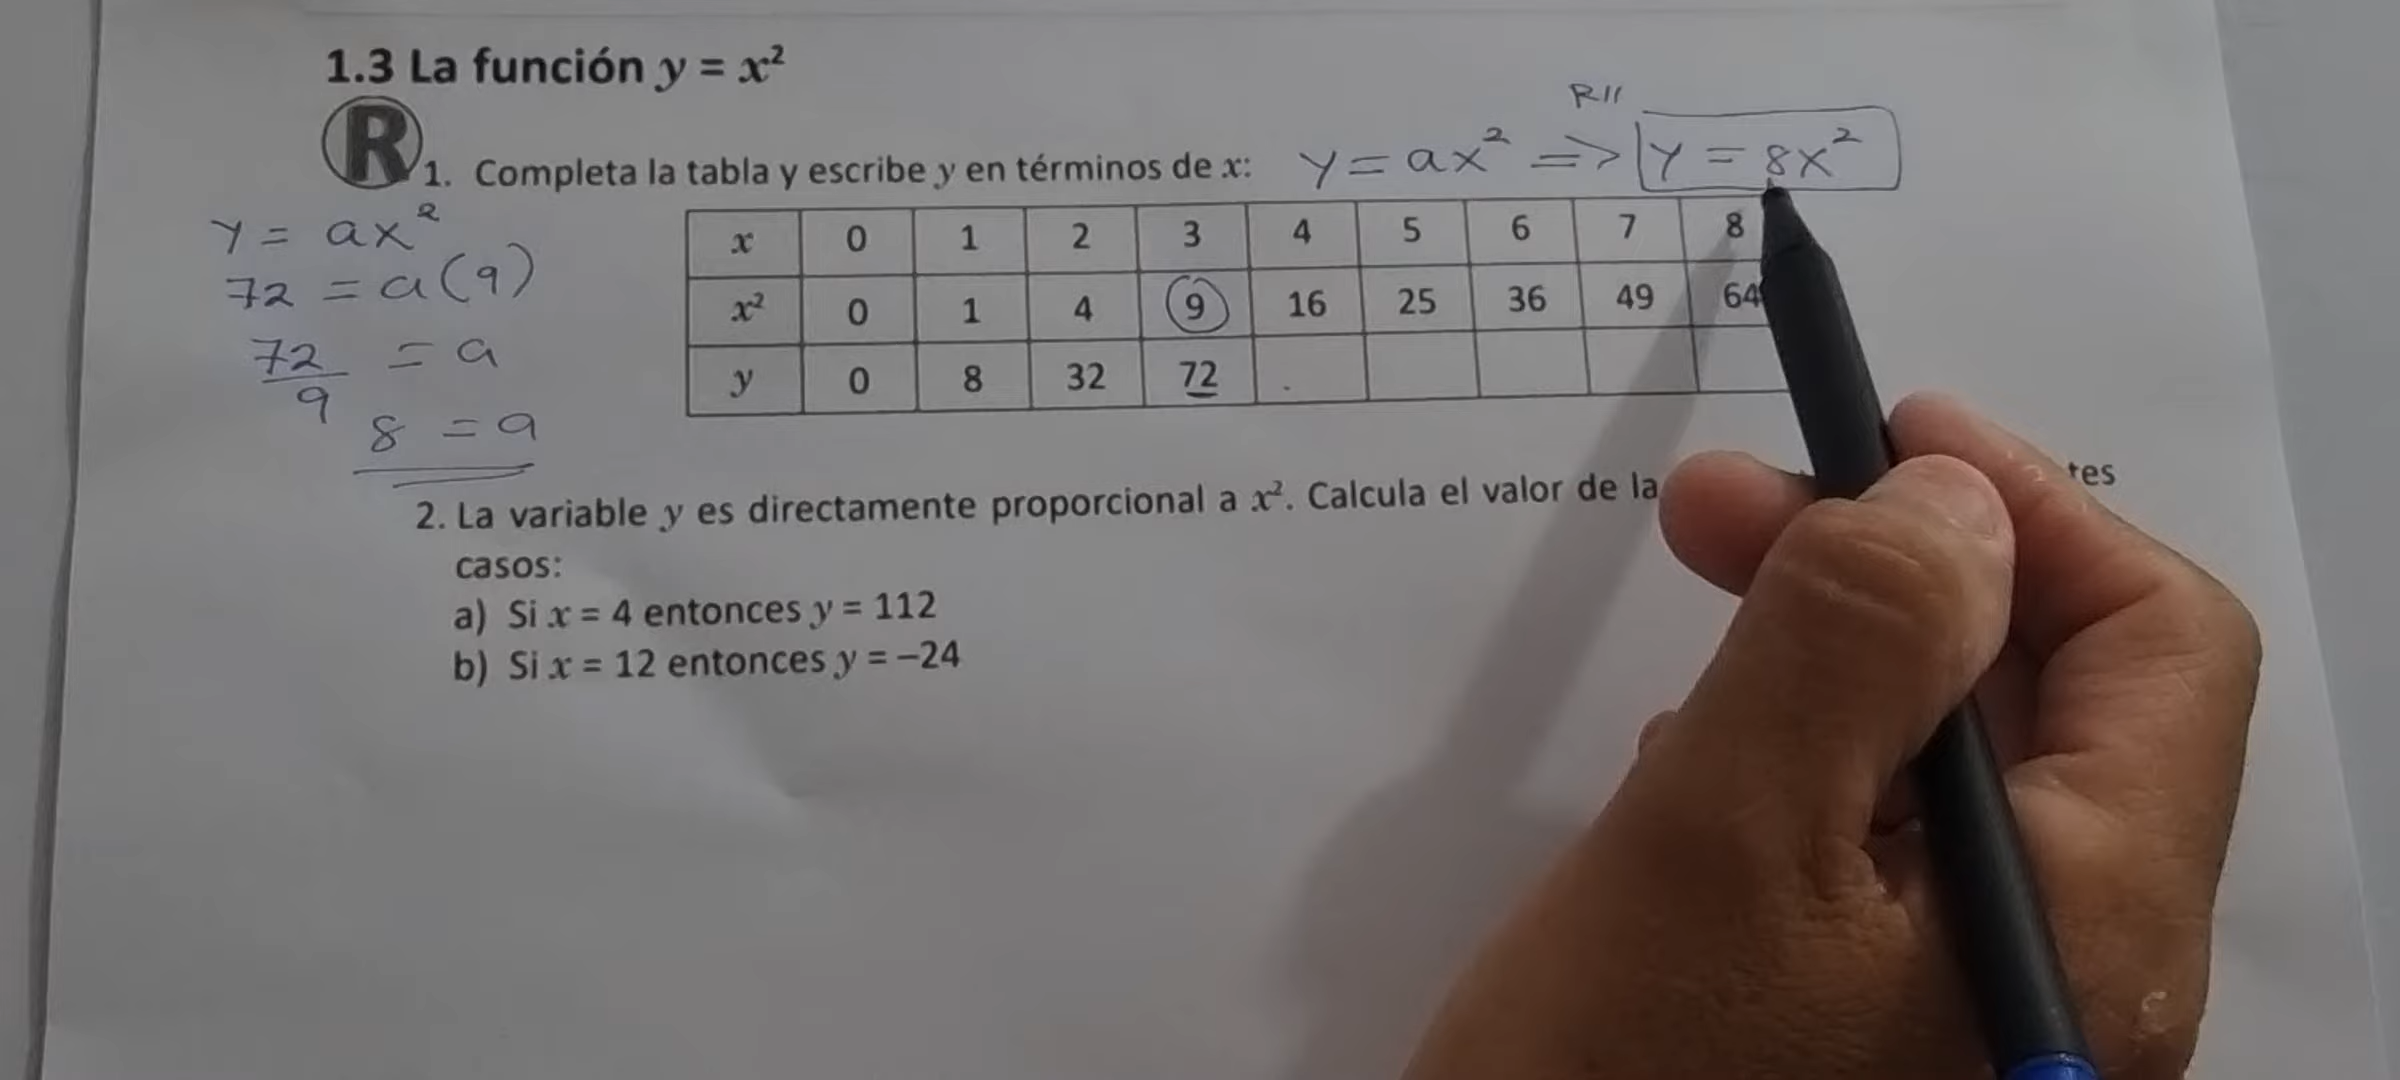 1.3 La función y = x²
R
R//
1. Completa la tabla y escribe y en términos de x: y = ax² => y = 8x²
y = ax²
72 = a(9)
72/9 = a
8 = a
x 0 1 2 3 4 5 6 7 8
x² 0 1 4 9 16 25 36 49 64
y 0 8 32 72
2. La variable y es directamente proporcional a x². Calcula el valor de la
casos:
a) Si x = 4 entonces y = 112
b) Si x = 12 entonces y = –24